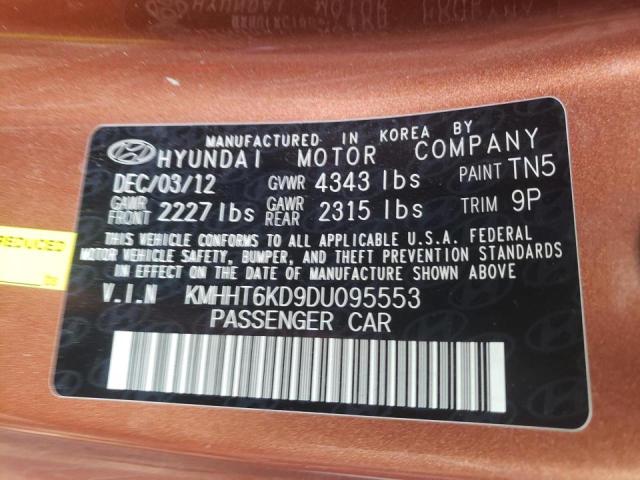 MANUFACTURED IN KOREA BY
HYUNDAI MOTOR COMPANY
DEC/03/12 GVWR 4343 lbs PAINT TN5
GAWR FRONT 2227 lbs GAWR REAR 2315 lbs TRIM 9P
THIS VEHICLE CONFORMS TO ALL APPLICABLE U.S.A. FEDERAL
MOTOR VEHICLE SAFETY, BUMPER, AND THEFT PREVENTION STANDARDS
IN EFFECT ON THE DATE OF MANUFACTURE SHOWN ABOVE
V.I.N KMHHT6KD9DU095553
PASSENGER CAR
REDUCED